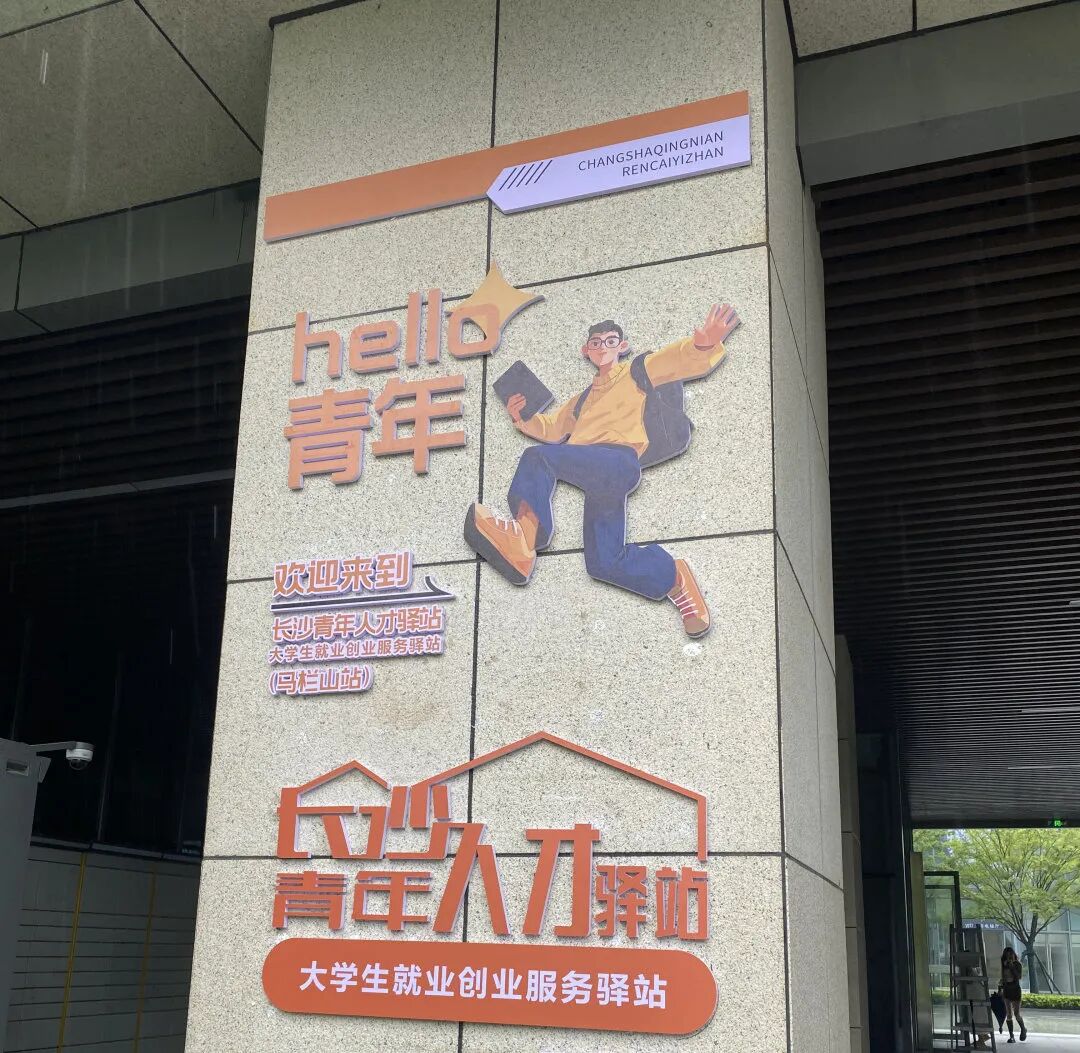 CHANGSHAQINGNIAN
RENCAIYIZHAN
hello
青年
欢迎来到
长沙青年人才驿站
大学生就业创业服务驿站
(马栏山站)
长沙人才
青年驿站
大学生就业创业服务驿站